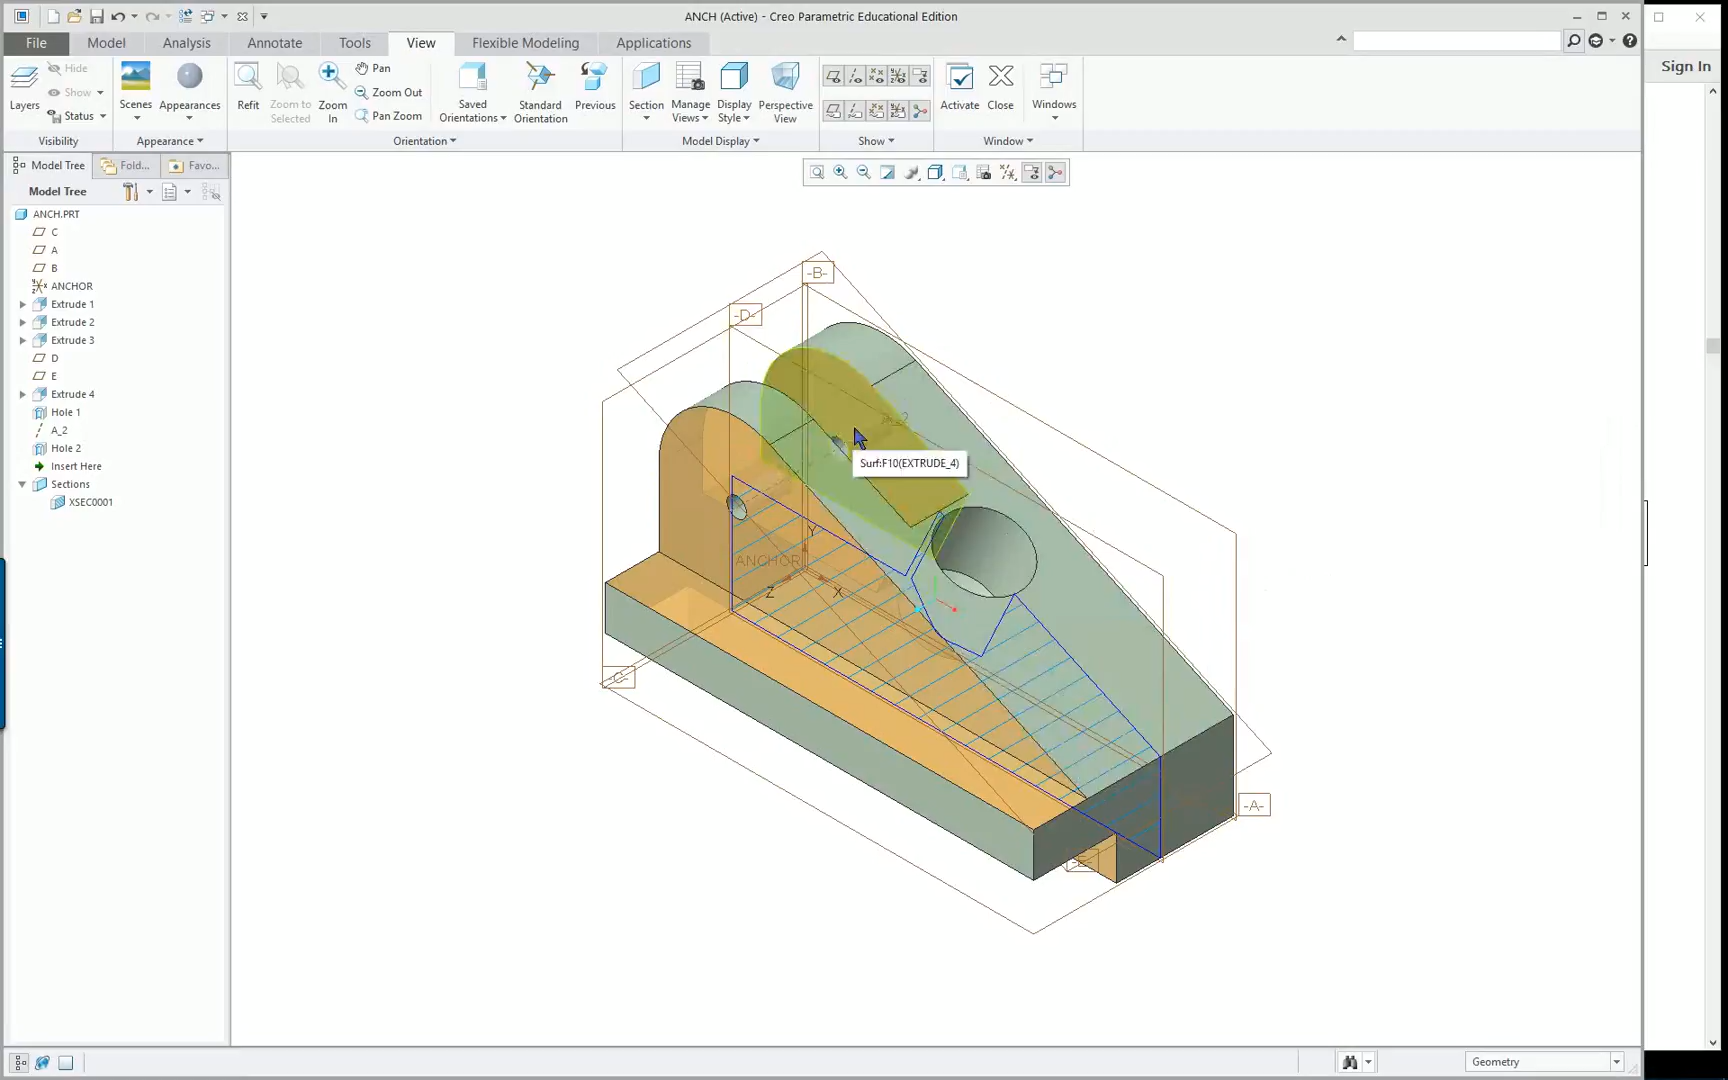 ANCH (Active) - Creo Parametric Educational Edition
File Model Analysis Annotate Tools View Flexible Modeling Applications
Sign In
Layers
Hide
Show
Status
Visibility
Scenes
Appearances
Appearance
Refit
Zoom to
Selected
Zoom
In
Pan
Zoom Out
Pan Zoom
Saved
Orientations
Standard
Orientation
Previous
Orientation
Section
Manage
Views
Display
Style
Perspective
View
Model Display
Show
Activate
Close
Windows
Window
Model Tree Fold... Favo...
Model Tree
ANCH.PRT
C
A
B
ANCHOR
Extrude 1
Extrude 2
Extrude 3
D
E
Extrude 4
Hole 1
A_2
Hole 2
Insert Here
Sections
XSEC0001
-B-
-D-
A_2
Surf:F10(EXTRUDE_4)
Y
ANCHOR
Z
X
-C-
-A-
-E-
Geometry